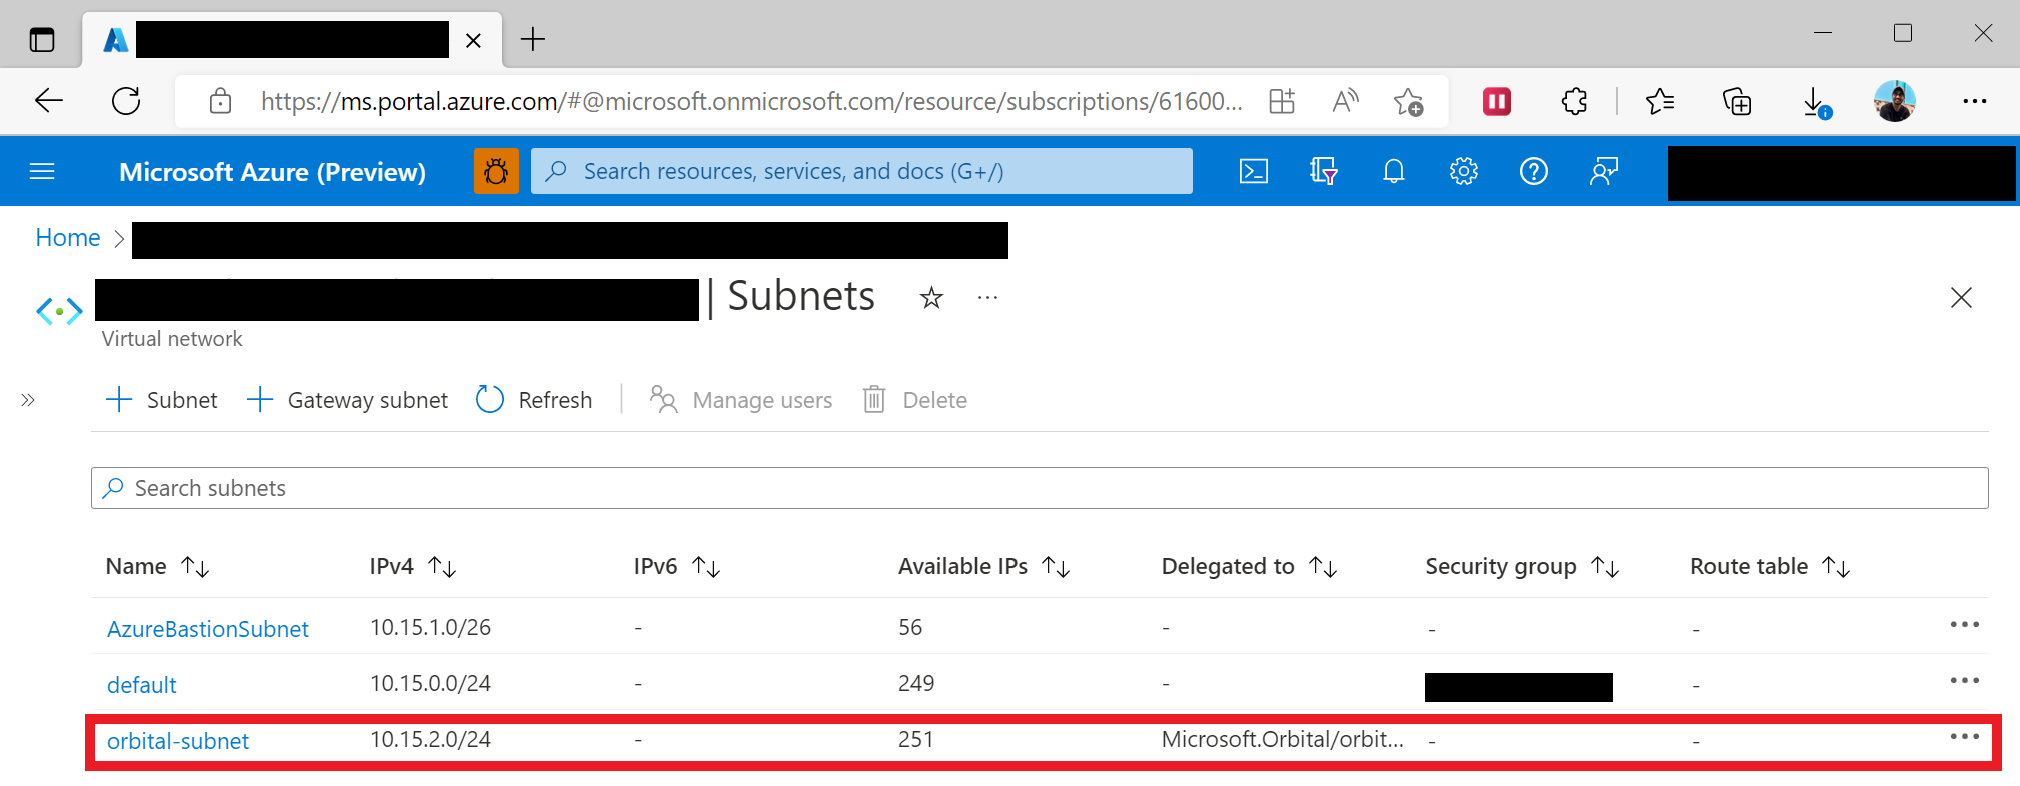 https://ms.portal.azure.com/#@microsoft.onmicrosoft.com/resource/subscriptions/61600...
Microsoft Azure (Preview)
Search resources, services, and docs (G+/)
Home >
| Subnets ...
Virtual network
Subnet Gateway subnet Refresh Manage users Delete
Search subnets
Name IPv4 IPv6 Available IPs Delegated to Security group Route table
AzureBastionSubnet 10.15.1.0/26 - 56 - - - ...
default 10.15.0.0/24 - 249 - - ...
orbital-subnet 10.15.2.0/24 - 251 Microsoft.Orbital/orbit... - - ...